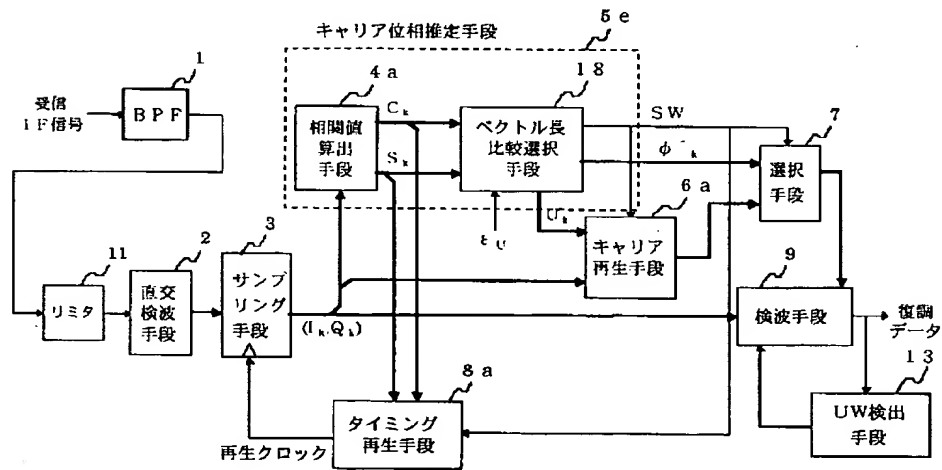 キャリア位相推定手段
5e
1
受信
IF信号
BPF
4a
相関値
算出
手段
Ck
Sk
18
ベクトル長
比較選択
手段
SW
7
選択
手段
Uk
εU
6a
キャリア
再生手段
11
リミタ
2
直交
検波
手段
3
サンプ
リング
手段
(Ik,Qk)
9
検波手段
復調
データ
13
UW検出
手段
8a
タイミング
再生手段
再生クロック